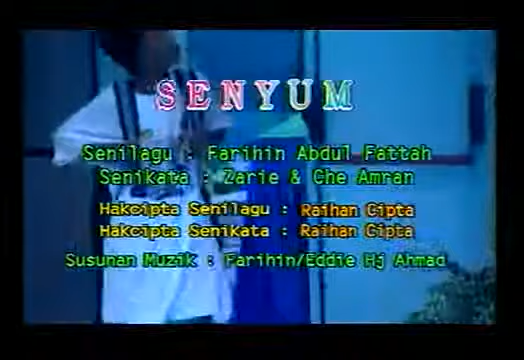 SENYUM
Senilagu : Farihin Abdul Fattah
Senikata : Zarie & Che Amran
Hakcipta Senilagu : Raihan Cipta
Hakcipta Senikata : Raihan Cipta
Susunan Muzik : Farihin/Eddie Hj Ahmad